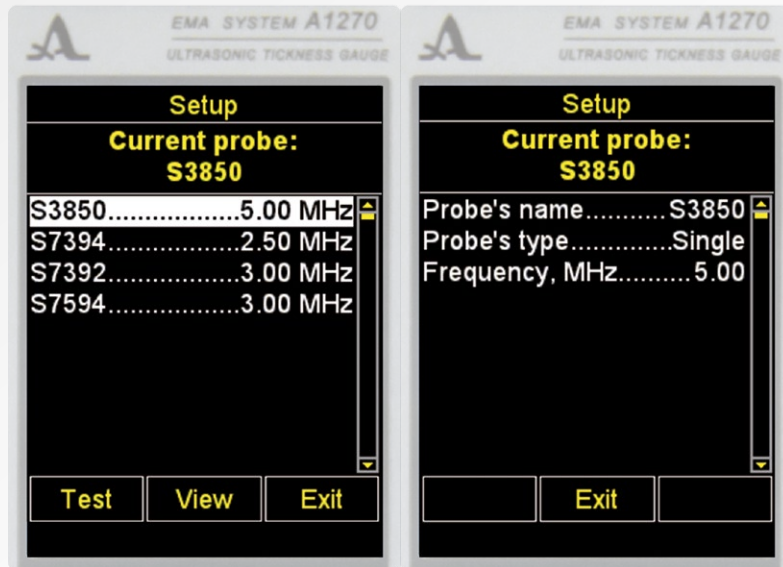 EMA SYSTEM A1270
ULTRASONIC TICKNESS GAUGE
Setup
Current probe:
S3850
S3850..................5.00 MHz
S7394..................2.50 MHz
S7392..................3.00 MHz
S7594..................3.00 MHz
Test View Exit
EMA SYSTEM A1270
ULTRASONIC TICKNESS GAUGE
Setup
Current probe:
S3850
Probe's name...........S3850
Probe's type..............Single
Frequency, MHz..........5.00
Exit